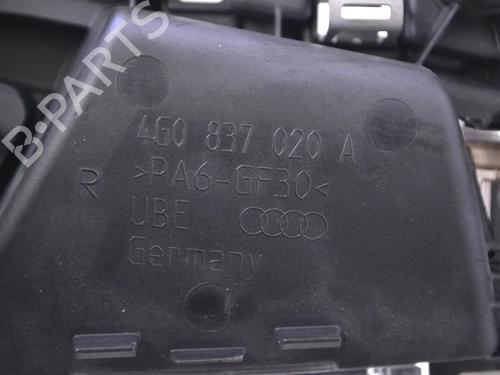 B-PARTS
4G0 837 020 A
R >PA6-GF30<
UBE
Germany